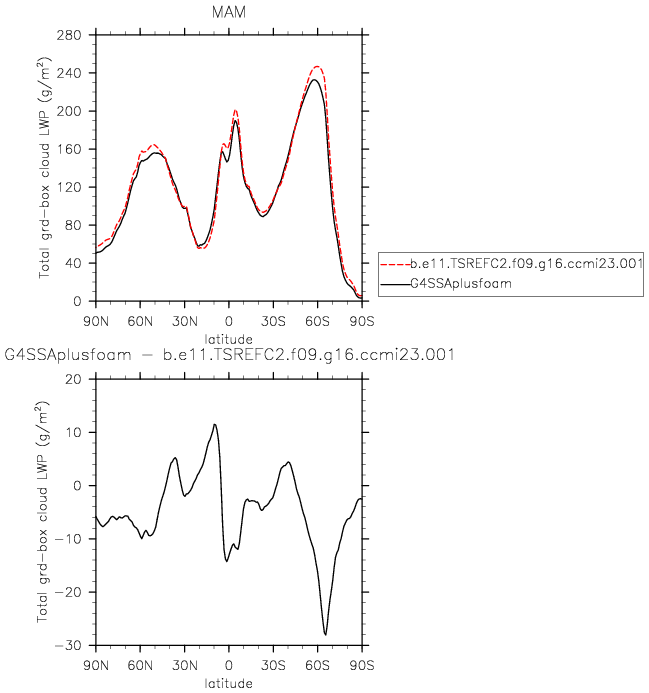 MAM
Total grd-box cloud LWP (g/m²)
280
240
200
160
120
80
40
0
90N 60N 30N 0 30S 60S 90S
latitude
b.e11.TSREFC2.f09.g16.ccmi23.001
G4SSAplusfoam
G4SSAplusfoam - b.e11.TSREFC2.f09.g16.ccmi23.001
Total grd-box cloud LWP (g/m²)
20
10
0
-10
-20
-30
90N 60N 30N 0 30S 60S 90S
latitude